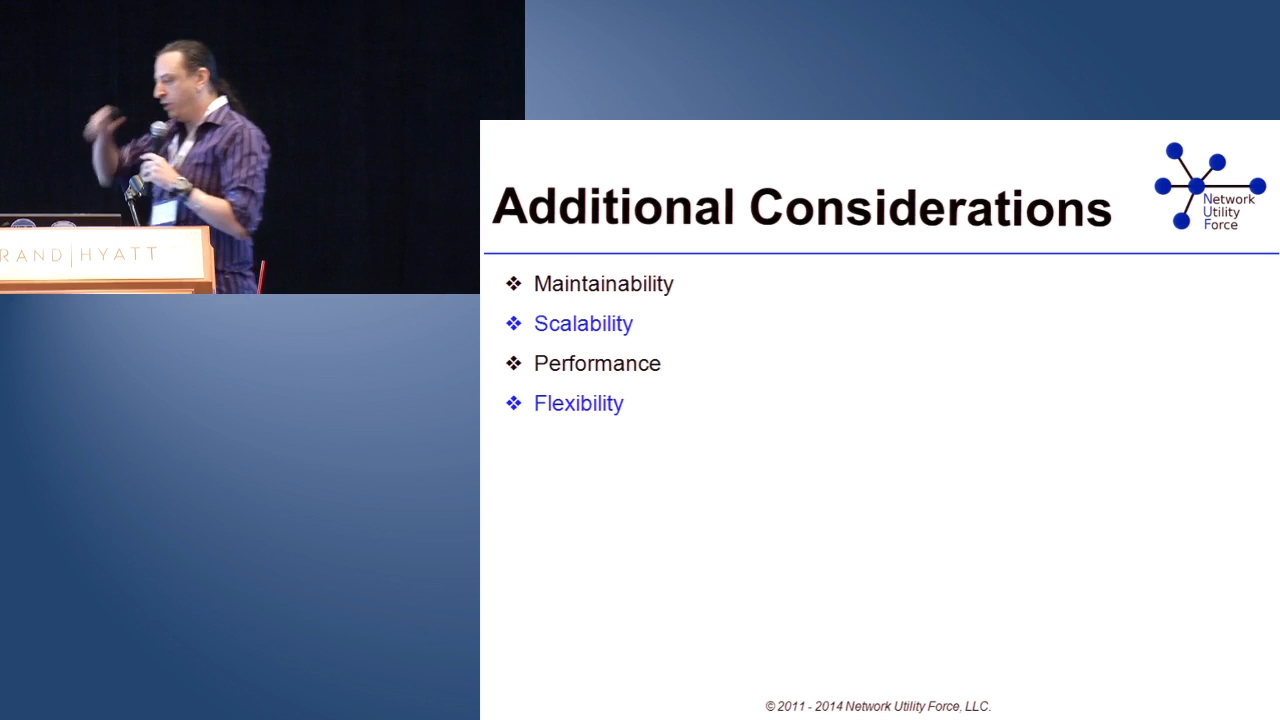 RAND|HYATT
Additional Considerations
Network
Utility
Force
❖ Maintainability
❖ Scalability
❖ Performance
❖ Flexibility
© 2011 - 2014 Network Utility Force, LLC.